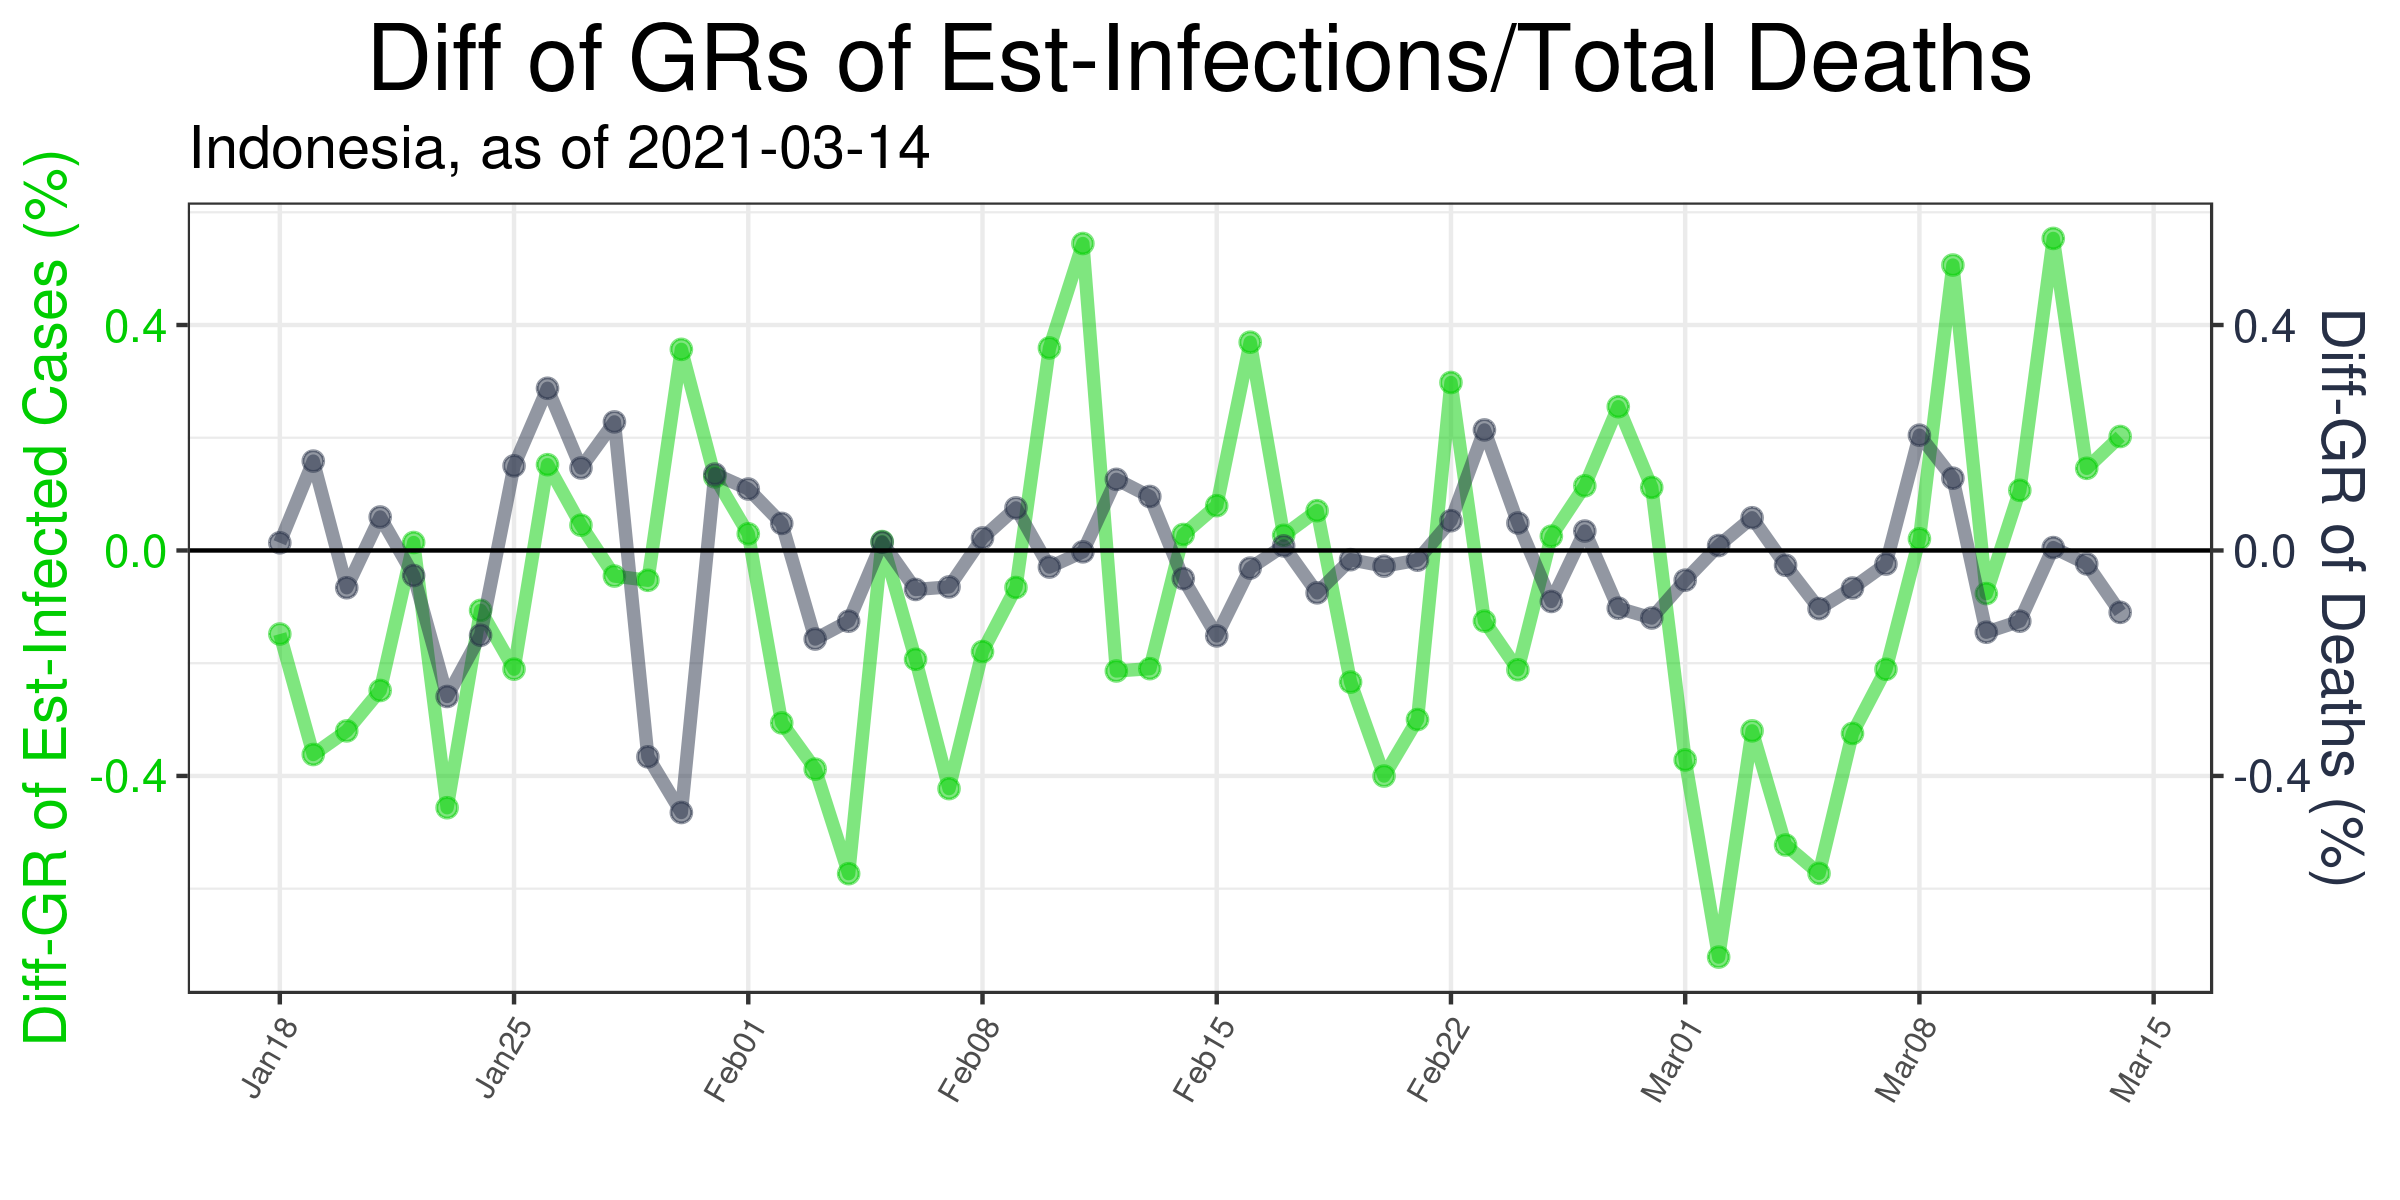 Diff of GRs of Est-Infections/Total Deaths
Indonesia, as of 2021-03-14
Diff-GR of Est-Infected Cases (%)
0.4
0.0
-0.4
0.4
0.0
-0.4
Diff-GR of Deaths (%)
Jan18
Jan25
Feb01
Feb08
Feb15
Feb22
Mar01
Mar08
Mar15